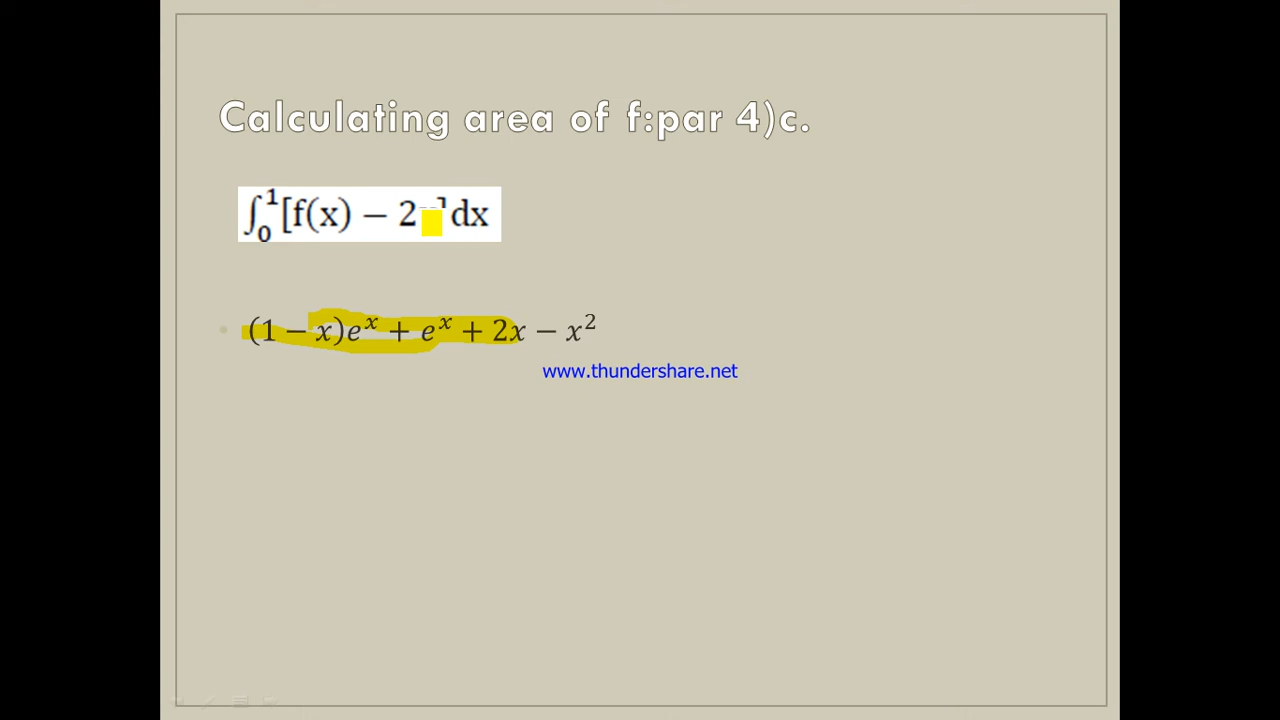 Calculating area of f:par 4)c.
∫₀¹[f(x) − 2 ]dx
(1 − x)eˣ + eˣ + 2x − x²
www.thundershare.net